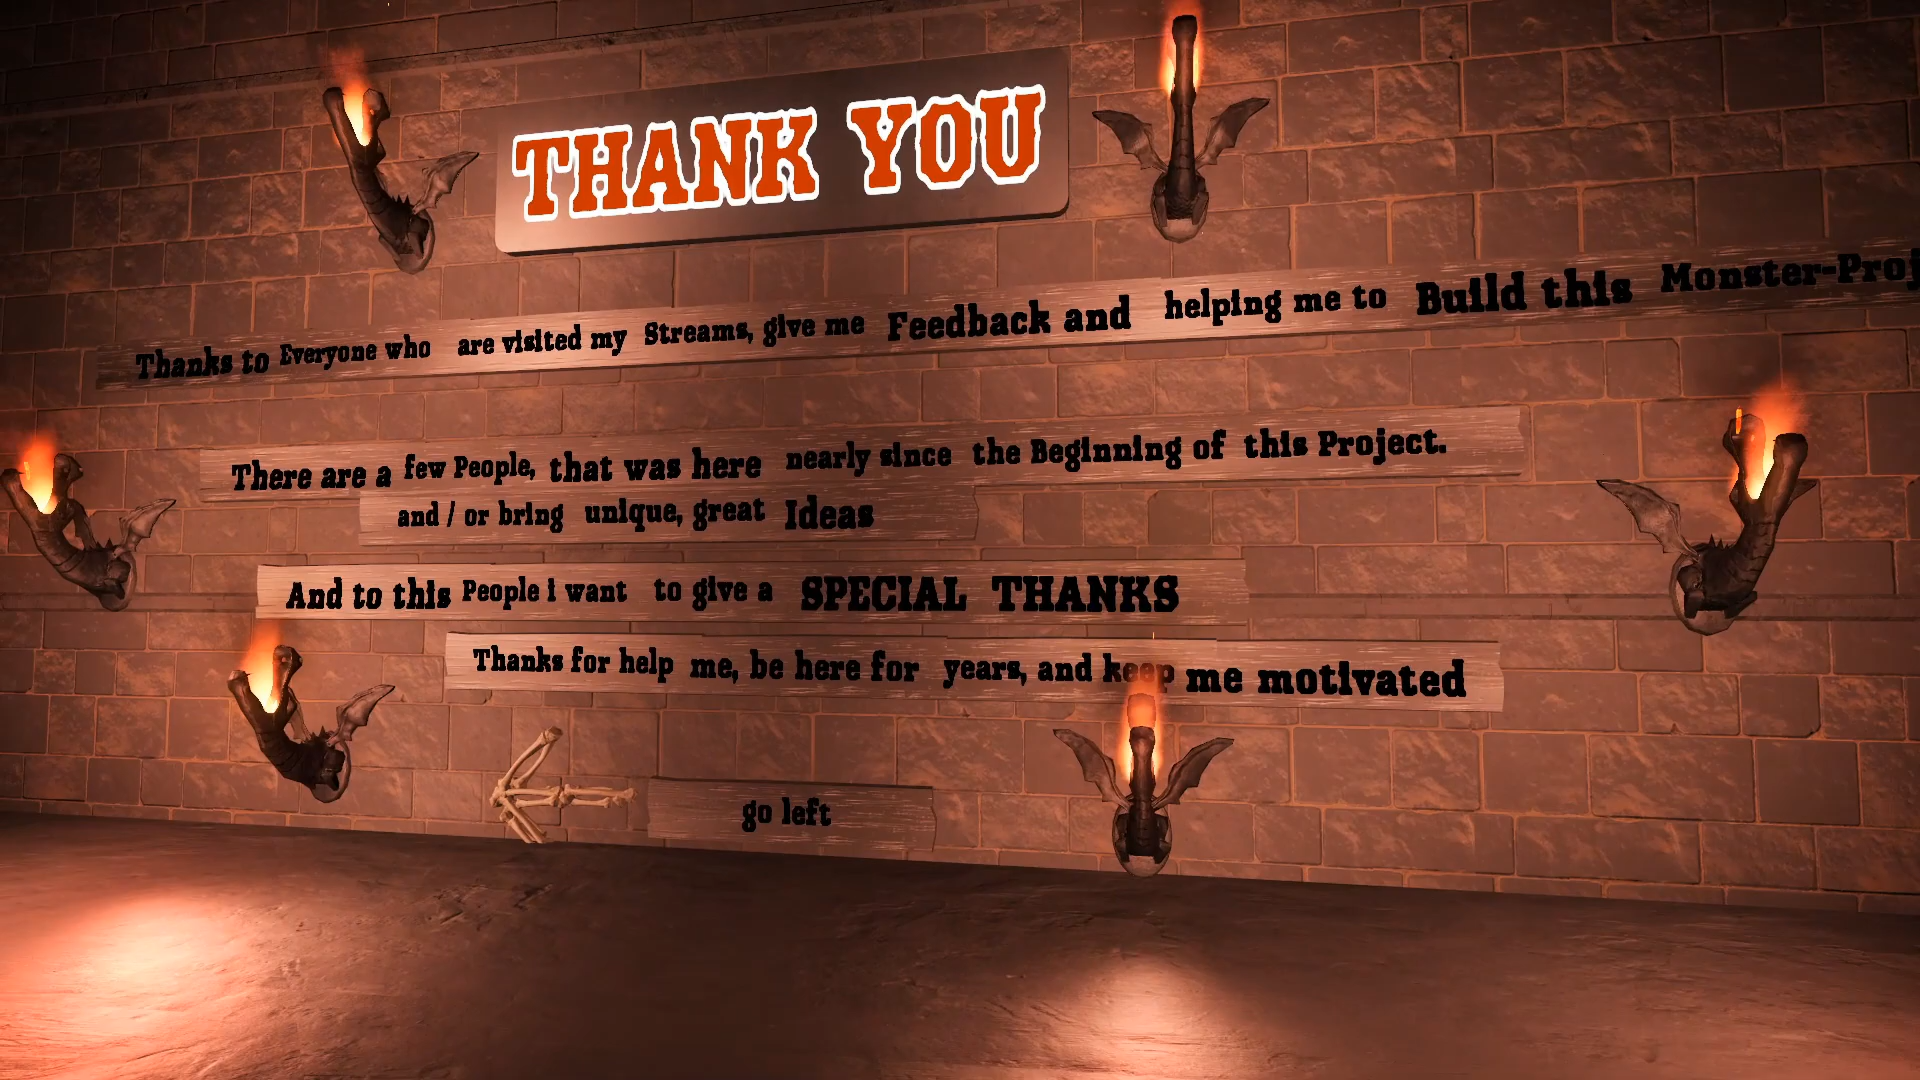 THANK YOU
Thanks to Everyone who are visited my Streams, give me Feedback and helping me to Build this
There are a few People, that was here nearly since the Beginning of this Project.
and / or bring unique, great Ideas
And to this People i want to give a SPECIAL THANKS
Thanks for help me, be here for years, and keep me motivated
go left